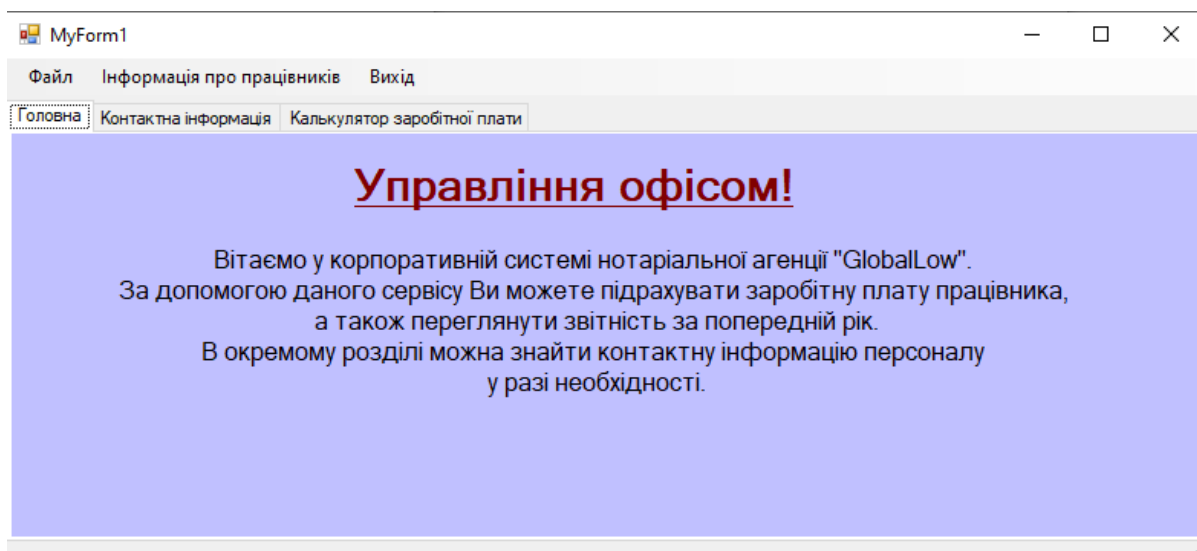 MyForm1
Файл Інформація про працівників Вихід
Головна Контактна інформація Калькулятор заробітної плати
Управління офісом!
Вітаємо у корпоративній системі нотаріальної агенції "GlobalLow".
За допомогою даного сервісу Ви можете підрахувати заробітну плату працівника,
а також переглянути звітність за попередній рік.
В окремому розділі можна знайти контактну інформацію персоналу
у разі необхідності.